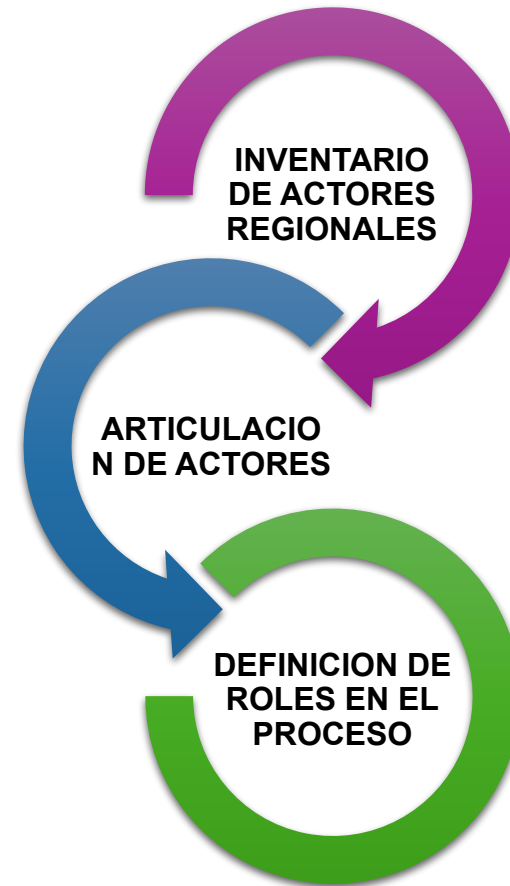 INVENTARIO
DE ACTORES
REGIONALES
ARTICULACIO
N DE ACTORES
DEFINICION DE
ROLES EN EL
PROCESO